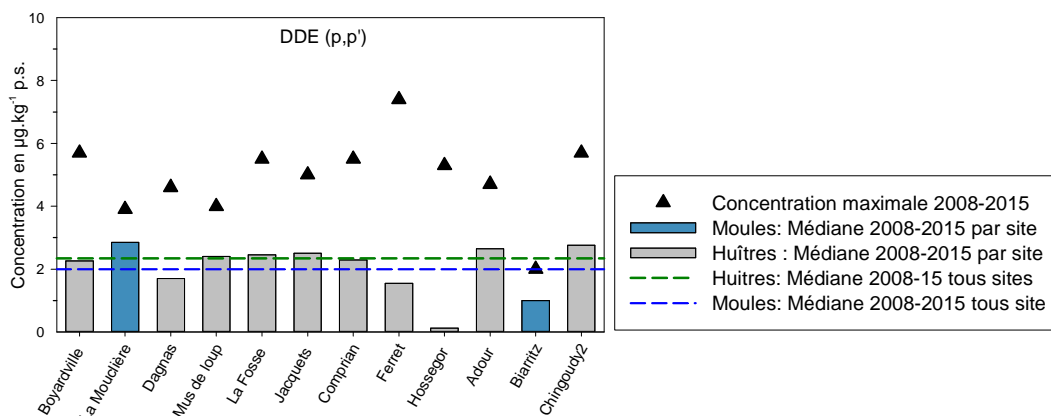 DDE (p,p')
Concentration en µg.kg-1 p.s.
10
8
6
4
2
0
Boyardville
La Mouclière
Dagnas
Mus de loup
La Fosse
Jacquets
Comprian
Ferret
Hossegor
Adour
Biarritz
Chingoudy2
Concentration maximale 2008-2015
Moules: Médiane 2008-2015 par site
Huîtres : Médiane 2008-2015 par site
Huitres: Médiane 2008-15 tous sites
Moules: Médiane 2008-2015 tous site